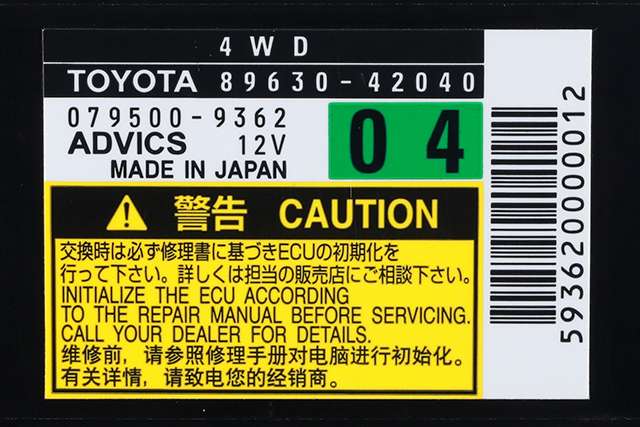 4WD
TOYOTA 89630-42040
079500-9362
ADVICS 12V
MADE IN JAPAN
04
警告 CAUTION
交換時は必ず修理書に基づきECUの初期化を
行って下さい。詳しくは担当の販売店にご相談下さい。
INITIALIZE THE ECU ACCORDING
TO THE REPAIR MANUAL BEFORE SERVICING.
CALL YOUR DEALER FOR DETAILS.
维修前，请参照修理手册对电脑进行初始化。
有关详情，请致电您的经销商。
59362000000012